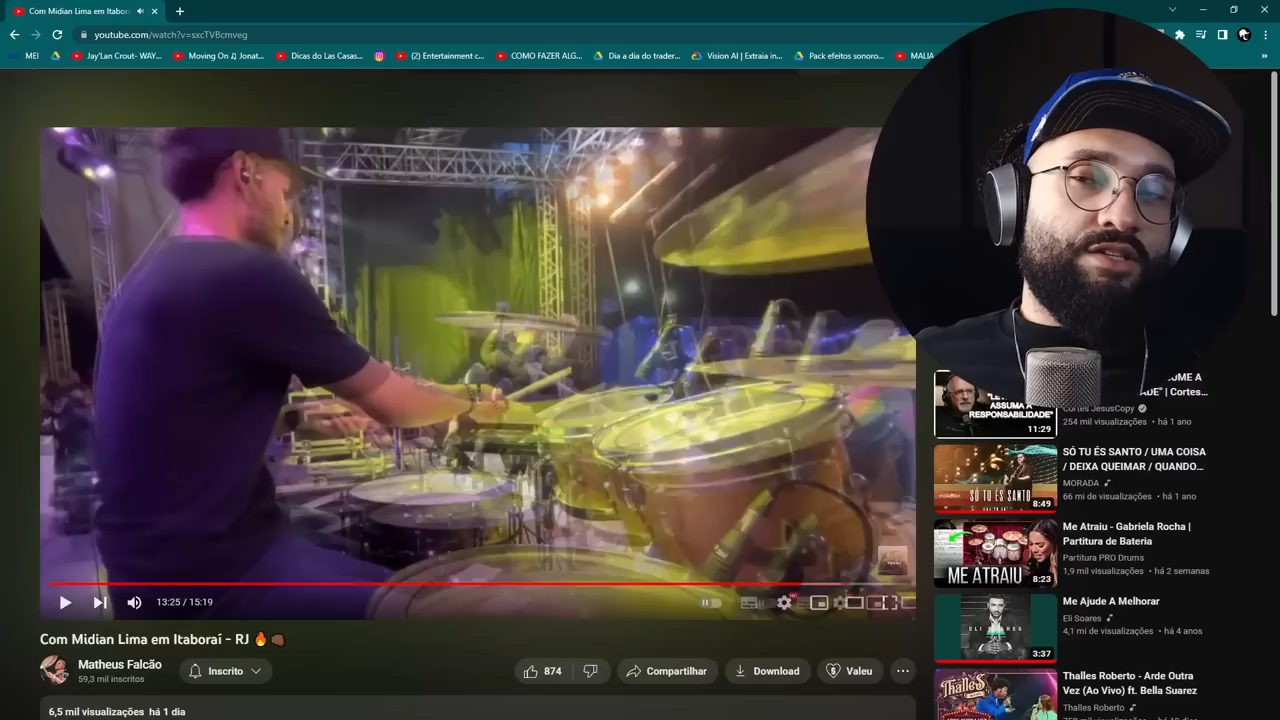 Com Midian Lima em Itabora
youtube.com/watch?v=sxcTVBcmveg
MEI
Jay'Lan Crout- WAY...
Moving On ♫ Jonat...
Dicas do Las Casas...
(2) Entertainment c...
COMO FAZER ALG...
Dia a dia do trader...
Vision AI | Extraia in...
Pack efeitos sonoro...
MALIA
13:25 / 15:19
HD
Com Midian Lima em Itaboraí - RJ 🔥👊🏾
Matheus Falcão
59,3 mil inscritos
Inscrito
874
Compartilhar
Download
Valeu
6,5 mil visualizações há 1 dia
OME A
ASSUMA A
RESPONSABILIDADE"
11:29
DADE" | Cortes...
Cortes JesusCopy
254 mil visualizações • há 1 ano
MORADA
SÓ TU ÉS SANTO
8:49
SÓ TU ÉS SANTO / UMA COISA
/ DEIXA QUEIMAR / QUANDO...
MORADA
66 mi de visualizações • há 1 ano
ME ATRAIU
8:23
Me Atraiu - Gabriela Rocha |
Partitura de Bateria
Partitura PRO Drums
1,9 mil visualizações • há 2 semanas
ELI SOARES
3:37
Me Ajude A Melhorar
Eli Soares
4,1 mi de visualizações • há 4 anos
Thalles
Thalles Roberto - Arde Outra
Vez (Ao Vivo) ft. Bella Suarez
Thalles Roberto